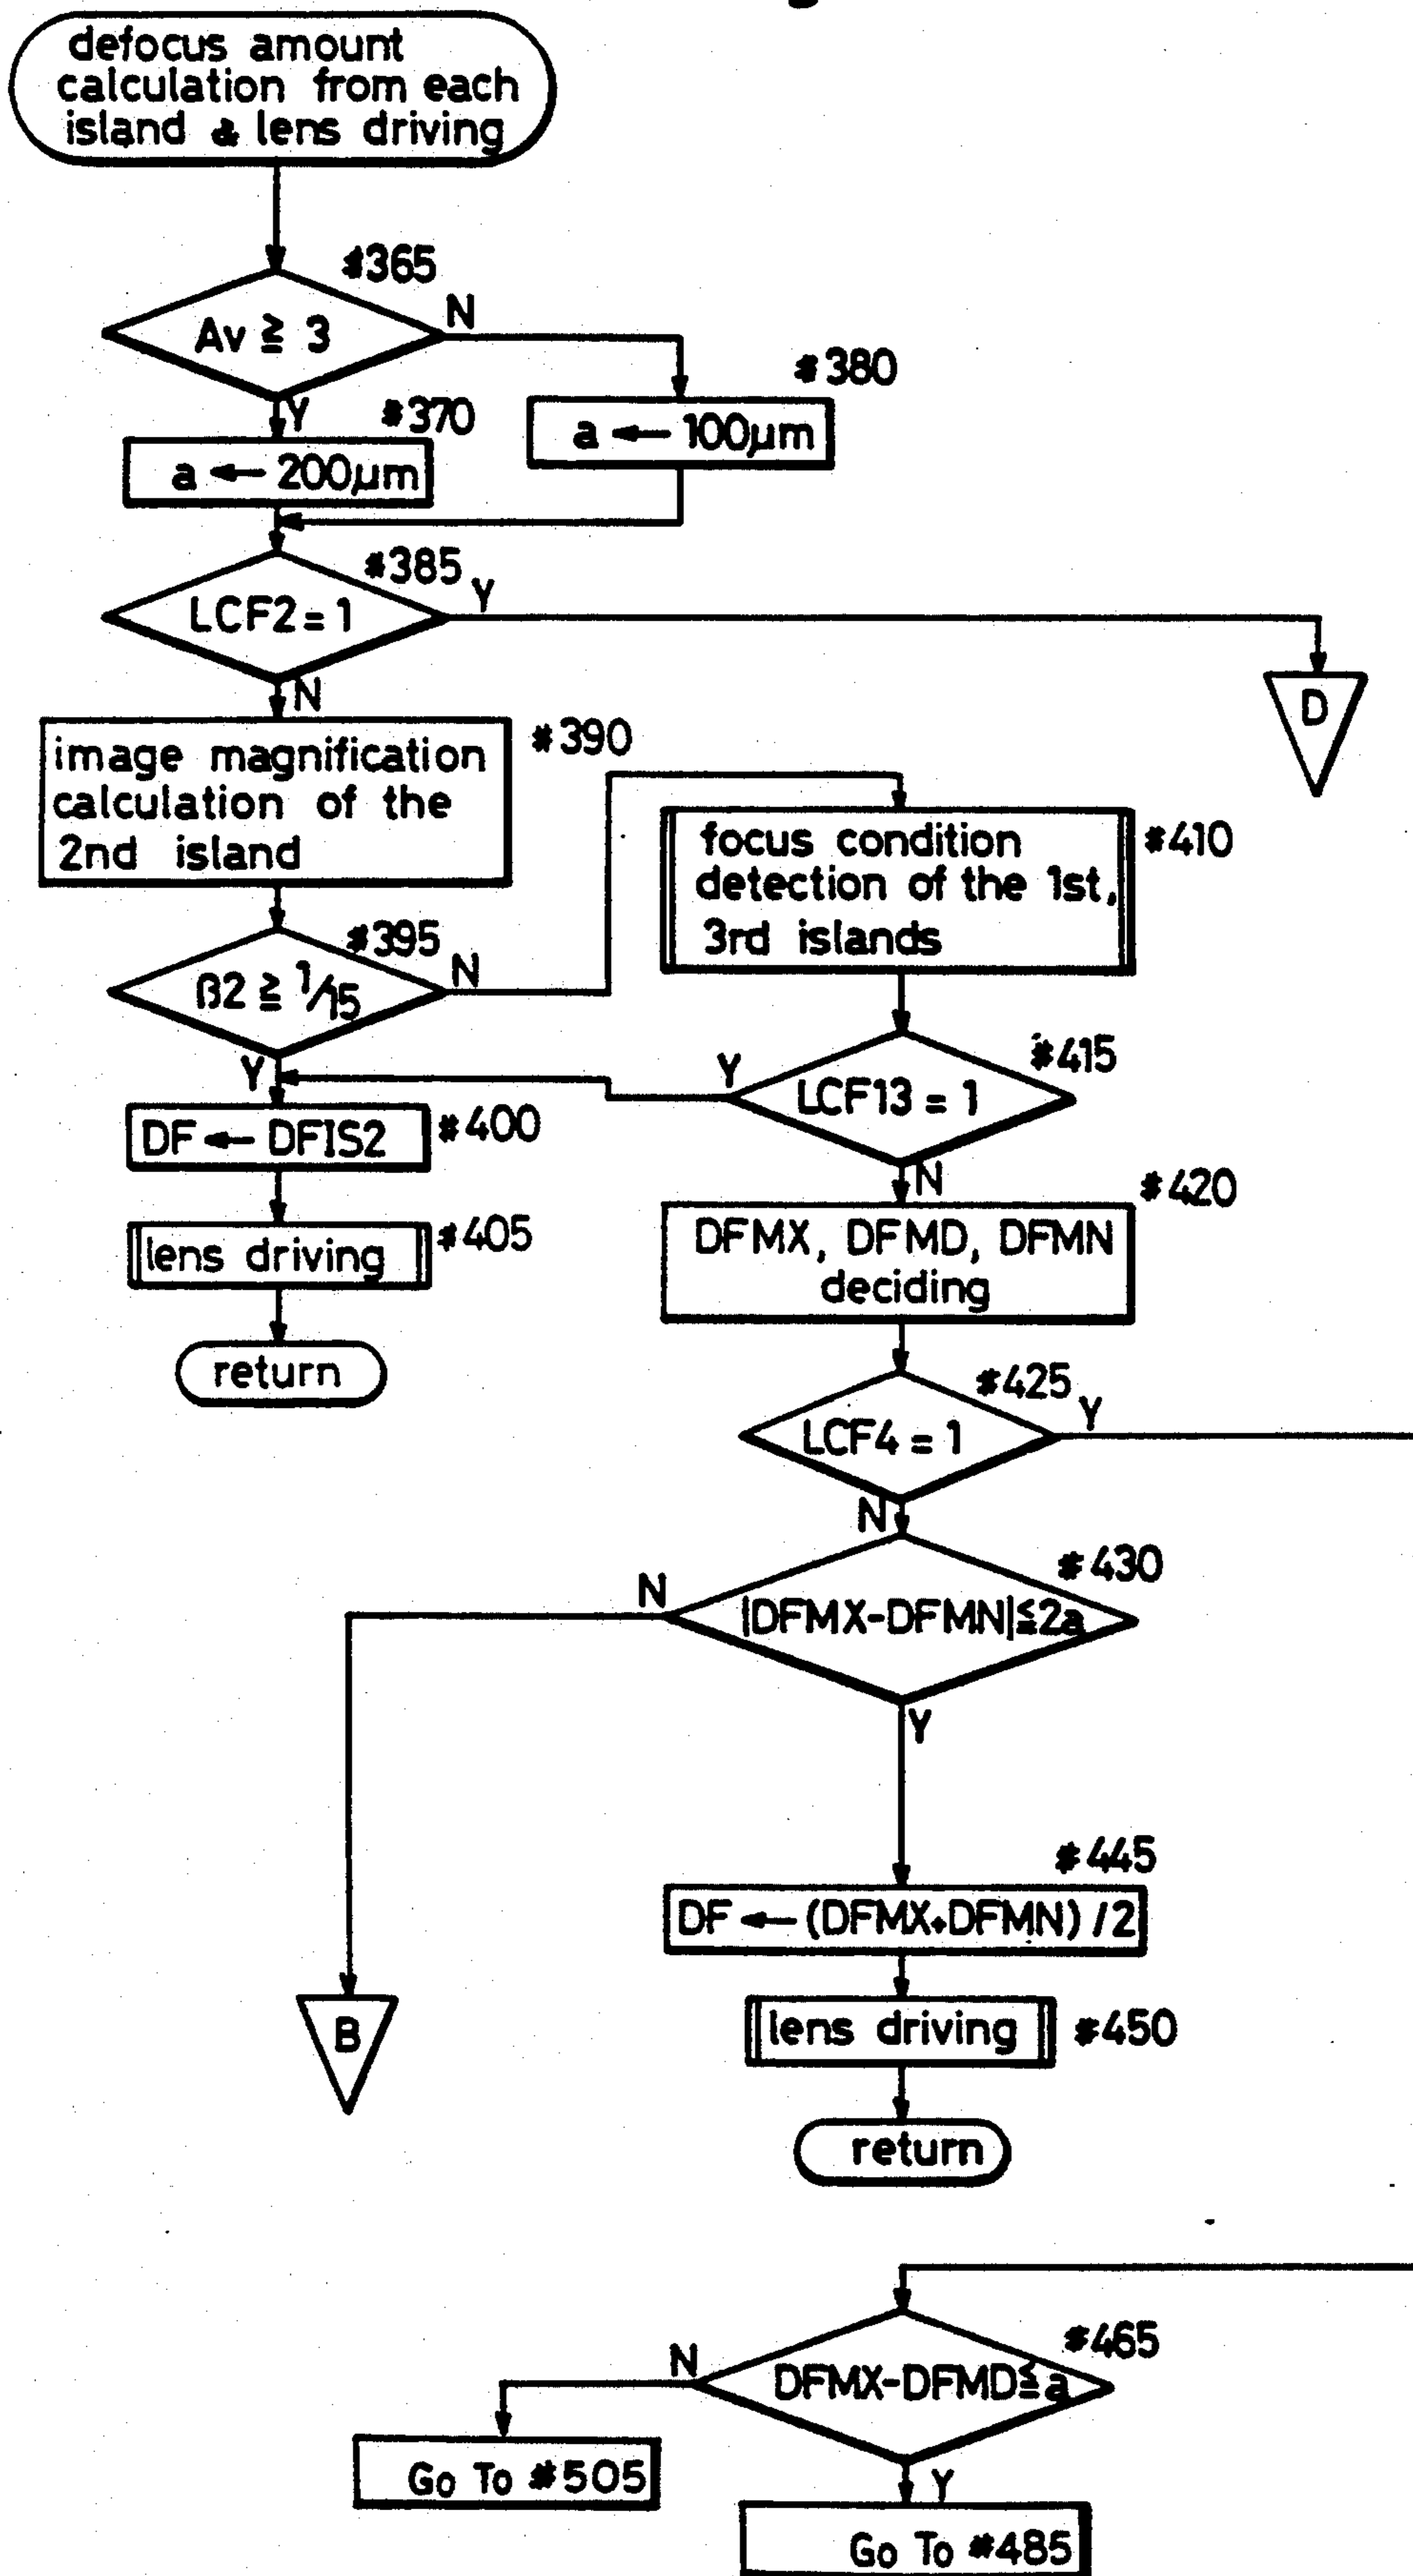 defocus amount
calculation from each
island & lens driving
#365
Av ≧ 3
N
#380
Y
#370
a ← 100μm
a ← 200μm
#385
LCF2 = 1
Y
N
D
image magnification
calculation of the
2nd island
#390
focus condition
detection of the 1st,
3rd islands
#410
#395
β2 ≧ 1/15
N
Y
#415
LCF13 = 1
Y
DF ← DFIS2
#400
N
#420
DFMX, DFMD, DFMN
deciding
lens driving
#405
return
#425
LCF4 = 1
Y
N
#430
|DFMX-DFMN|≦2a
N
Y
#445
DF ← (DFMX+DFMN)/2
B
lens driving
#450
return
#465
DFMX-DFMD≦a
N
Go To #505
Y
Go To #485